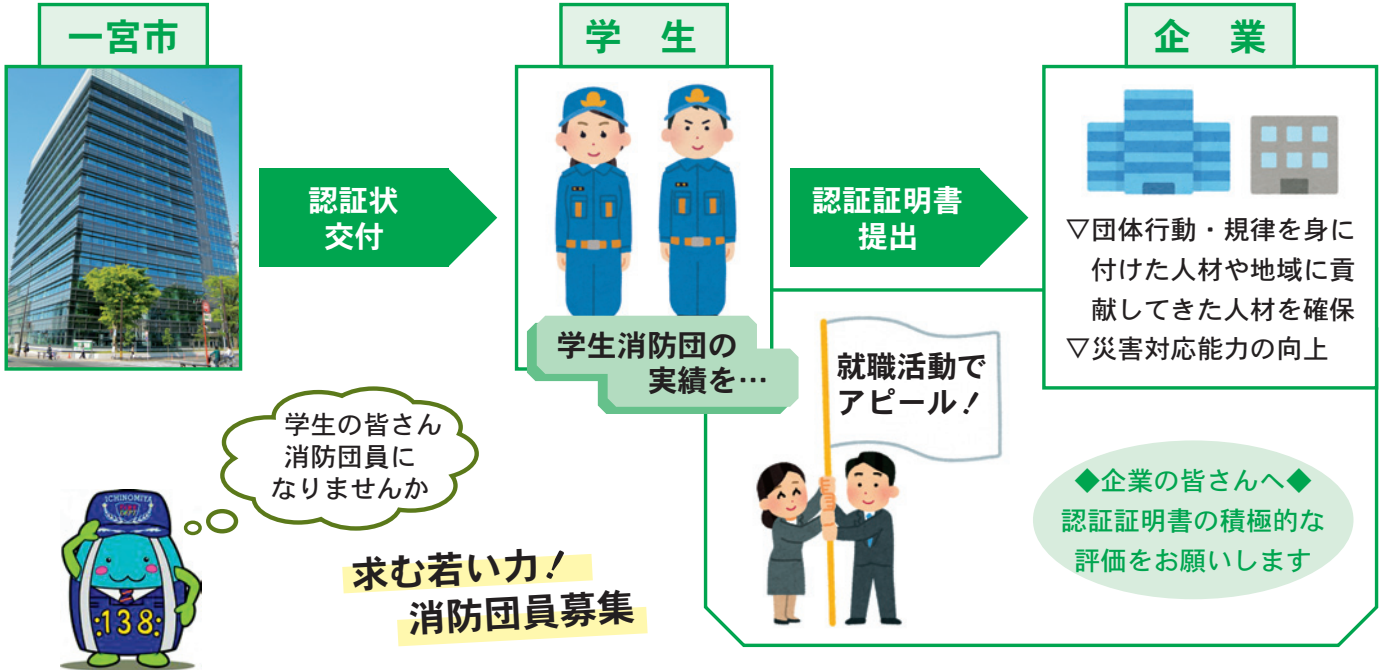 一宮市
学 生
企 業
認証状
交付
認証証明書
提出
▽団体行動・規律を身に
付けた人材や地域に貢
献してきた人材を確保
▽災害対応能力の向上
学生消防団の
実績を…
就職活動で
アピール!
学生の皆さん
消防団員に
なりませんか
◆企業の皆さんへ◆
認証証明書の積極的な
評価をお願いします
ICHINOMIYA
FIRE
DEPT
:138:
求む若い力!
消防団員募集